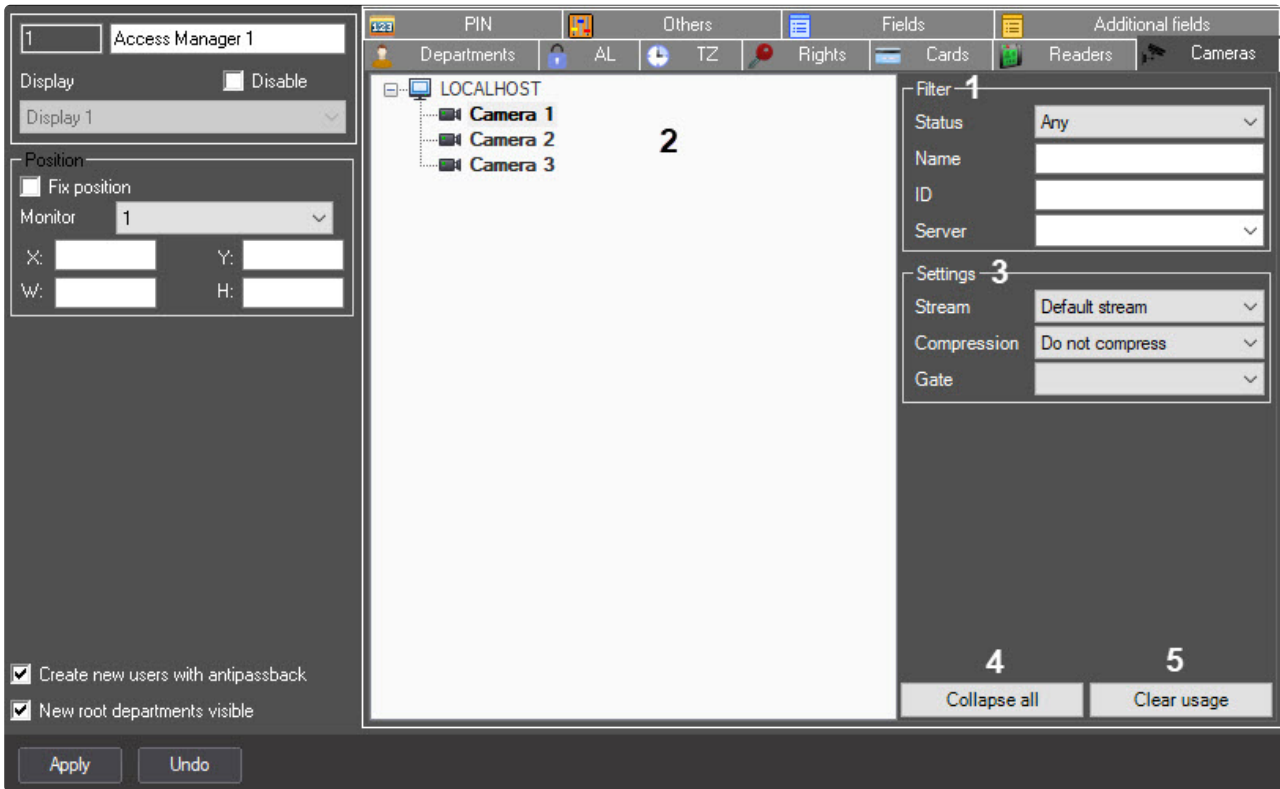 1 Access Manager 1
Display Disable
Display 1
Position
Fix position
Monitor 1
X: Y:
W: H:
Create new users with antipassback
New root departments visible
Apply Undo
123 PIN Others Fields Additional fields
Departments AL TZ Rights Cards Readers Cameras
LOCALHOST
Camera 1
Camera 2
Camera 3
2
Filter 1
Status Any
Name
ID
Server
Settings 3
Stream Default stream
Compression Do not compress
Gate
4 5
Collapse all Clear usage